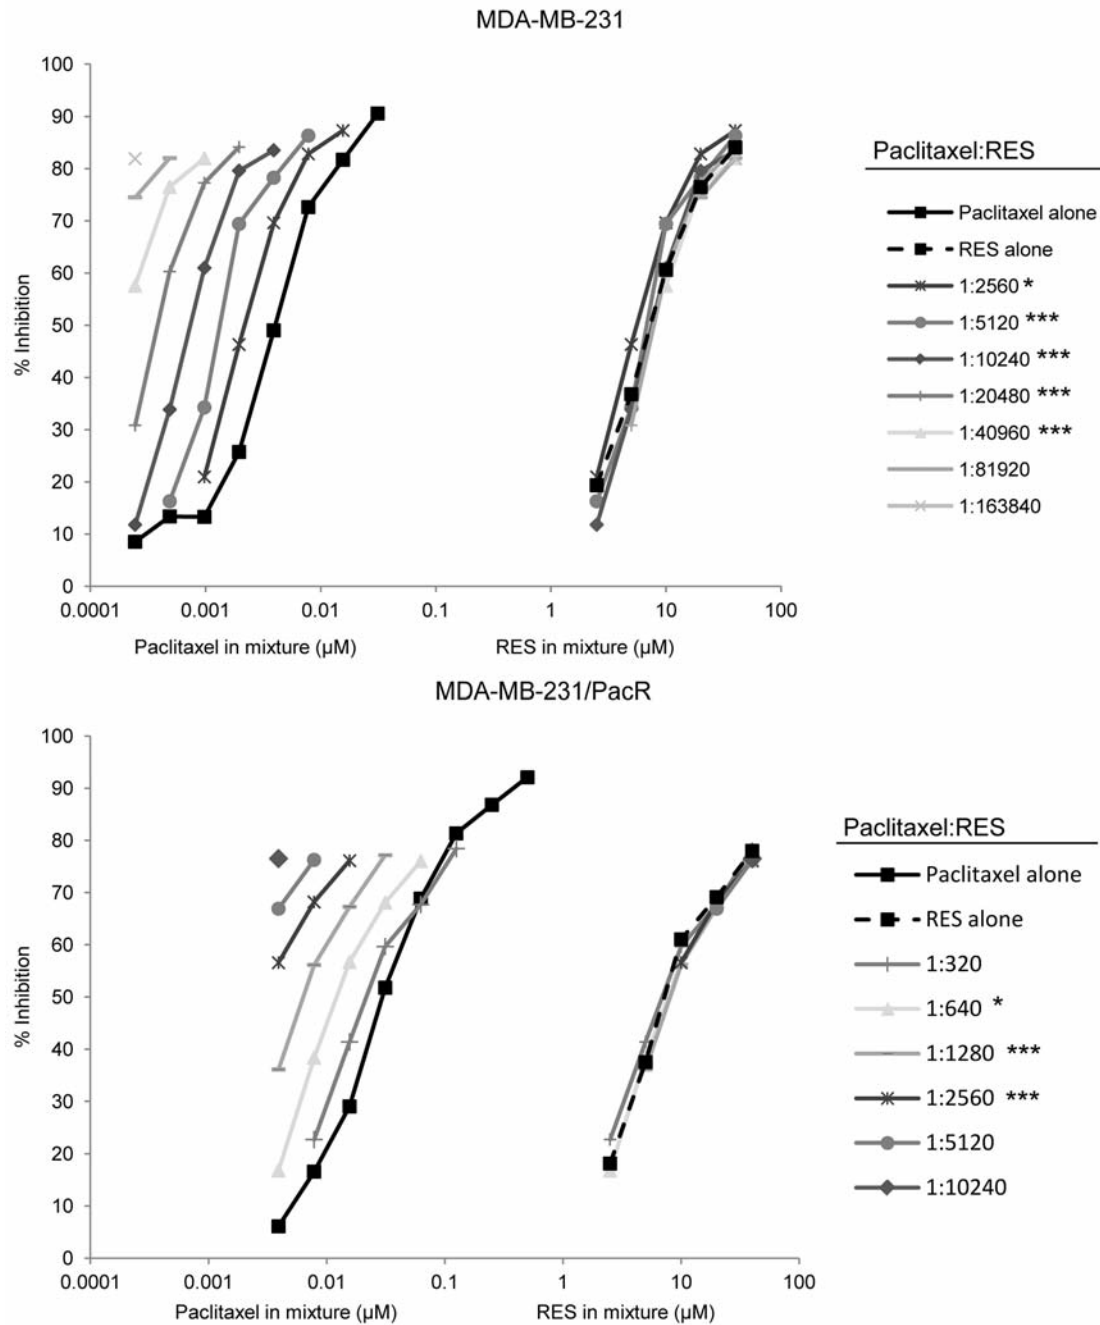 MDA-MB-231
100
90
80
70
60
50
40
30
20
10
0
% Inhibition
0.0001 0.001 0.01 0.1 1 10 100
Paclitaxel in mixture (µM) RES in mixture (µM)
Paclitaxel:RES
Paclitaxel alone
RES alone
1:2560 *
1:5120 ***
1:10240 ***
1:20480 ***
1:40960 ***
1:81920
1:163840
MDA-MB-231/PacR
100
90
80
70
60
50
40
30
20
10
0
% Inhibition
0.0001 0.001 0.01 0.1 1 10 100
Paclitaxel in mixture (µM) RES in mixture (µM)
Paclitaxel:RES
Paclitaxel alone
RES alone
1:320
1:640 *
1:1280 ***
1:2560 ***
1:5120
1:10240